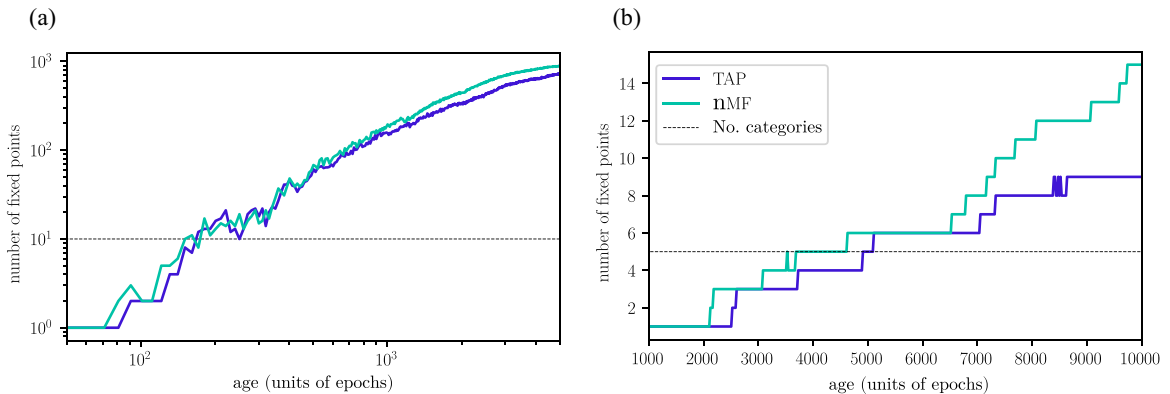 (a)
10³
10²
10¹
10⁰
number of fixed points
10²
10³
age (units of epochs)
(b)
14
12
10
8
6
4
2
number of fixed points
TAP
nMF
No. categories
1000 2000 3000 4000 5000 6000 7000 8000 9000 10000
age (units of epochs)